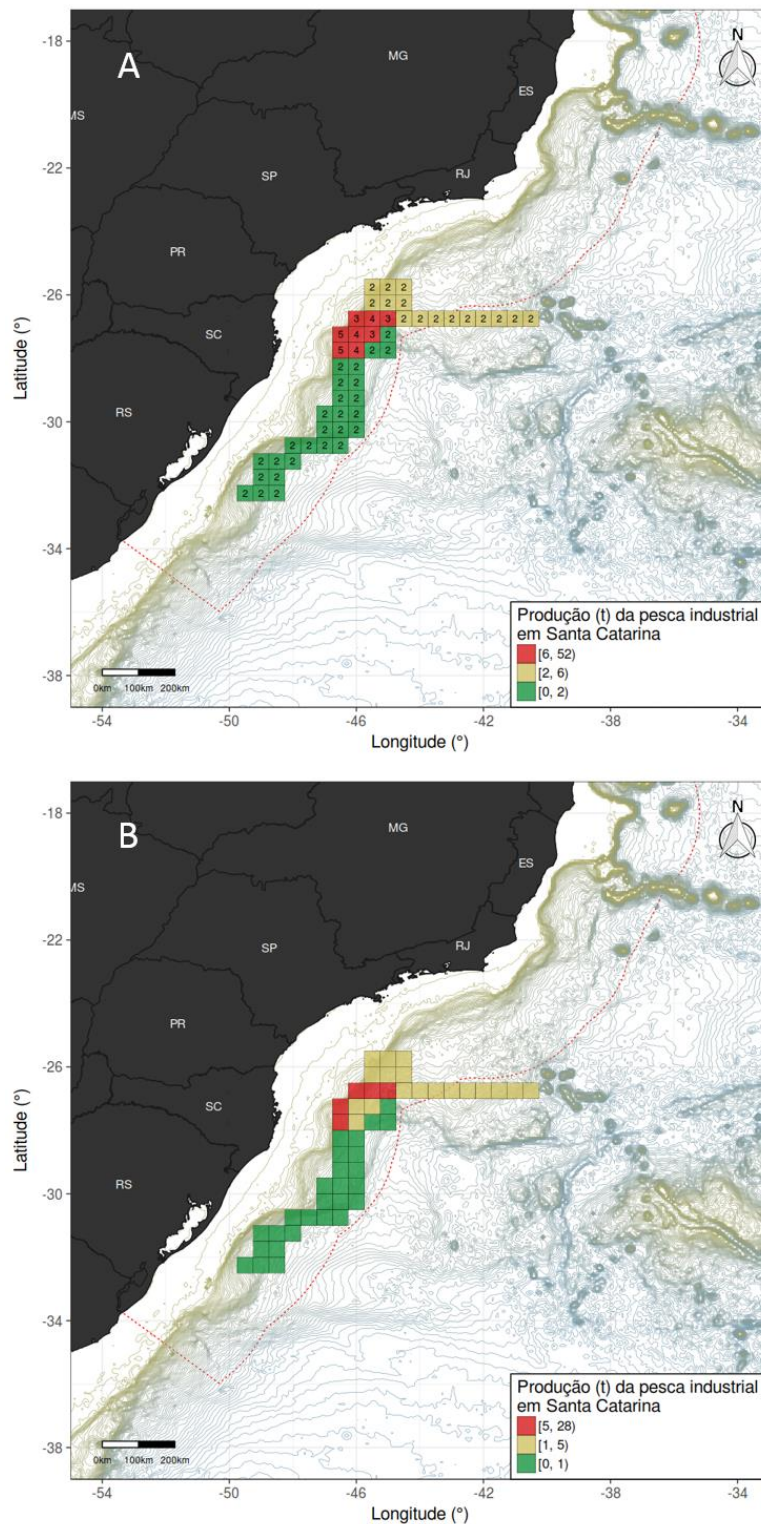 A
N
MG
ES
MS
SP
RJ
PR
SC
RS
-18
-22
-26
-30
-34
-38
Latitude (°)
2 2 2
2 2 2
3 4 3 2 2 2 2 2 2 2 2 2
5 4 3 2
5 4 2 2
2 2
2 2
2 2
2 2 2
2 2 2
2 2 2 2
2 2 2
2 2
2 2 2
Produção (t) da pesca industrial
em Santa Catarina
[6, 52)
[2, 6)
[0, 2)
0km 100km 200km
-54 -50 -46 -42 -38 -34
Longitude (°)
B
N
MG
ES
MS
SP
RJ
PR
SC
RS
-18
-22
-26
-30
-34
-38
Latitude (°)
Produção (t) da pesca industrial
em Santa Catarina
[5, 28)
[1, 5)
[0, 1)
0km 100km 200km
-54 -50 -46 -42 -38 -34
Longitude (°)